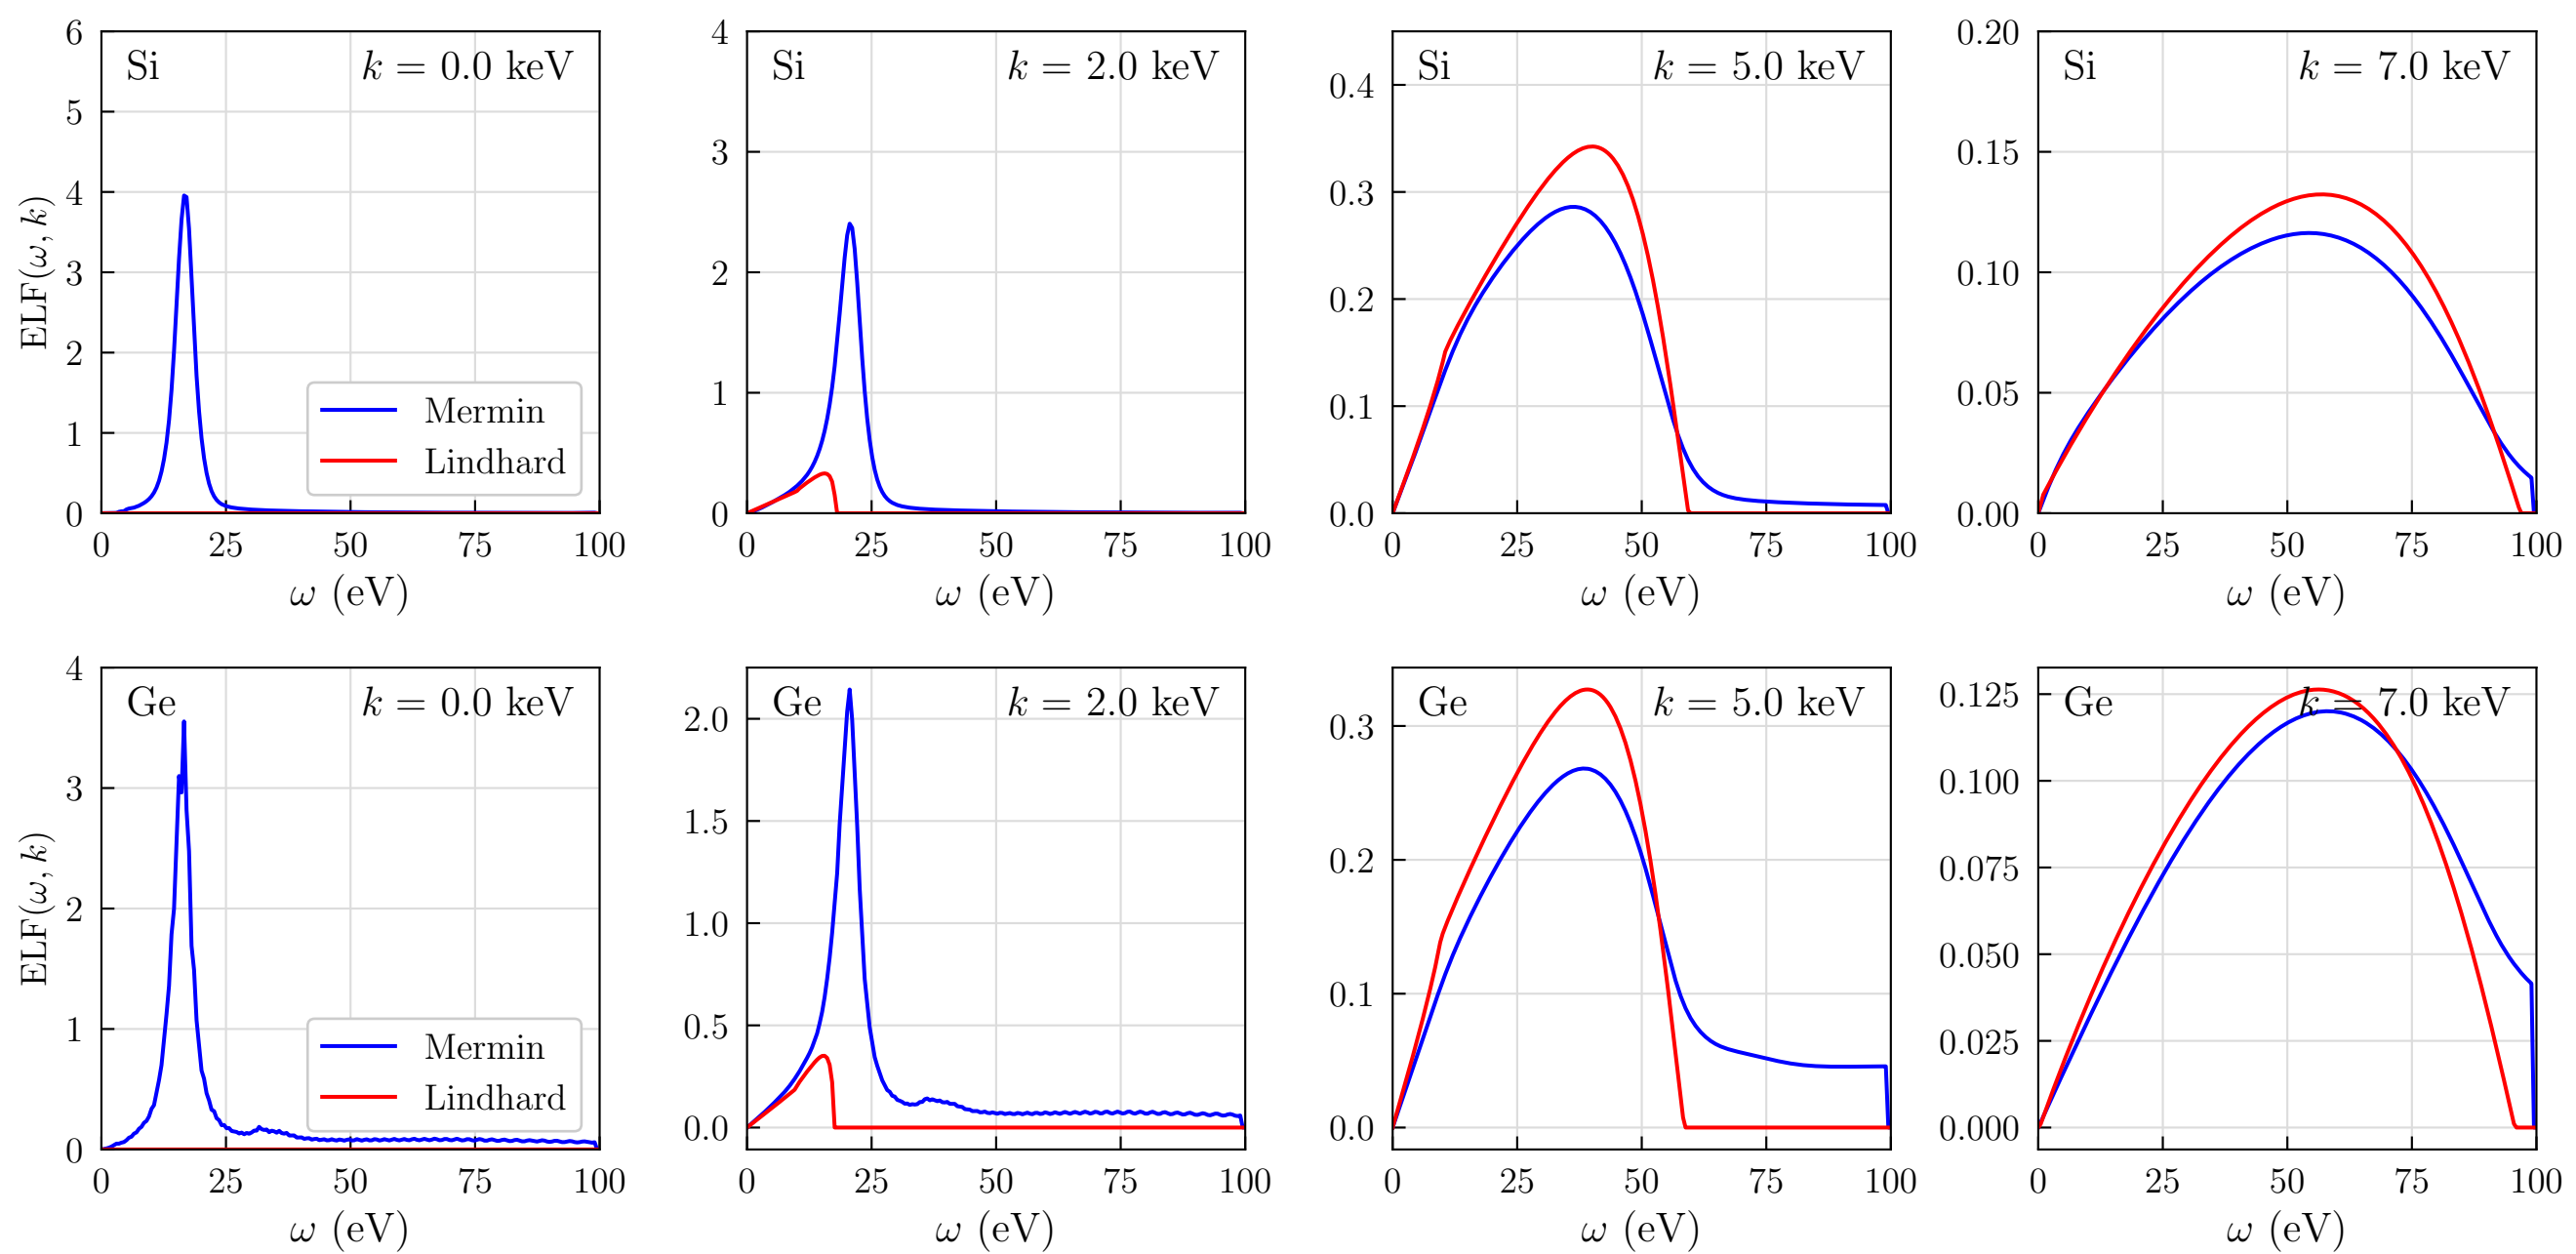 Si k = 0.0 keV
6
5
4
3
2
1
0
ELF(ω, k)
Mermin
Lindhard
0 25 50 75 100
ω (eV)
Si k = 2.0 keV
4
3
2
1
0
0 25 50 75 100
ω (eV)
Si k = 5.0 keV
0.4
0.3
0.2
0.1
0.0
0 25 50 75 100
ω (eV)
Si k = 7.0 keV
0.20
0.15
0.10
0.05
0.00
0 25 50 75 100
ω (eV)
Ge k = 0.0 keV
4
3
2
1
0
ELF(ω, k)
Mermin
Lindhard
0 25 50 75 100
ω (eV)
Ge k = 2.0 keV
2.0
1.5
1.0
0.5
0.0
0 25 50 75 100
ω (eV)
Ge k = 5.0 keV
0.3
0.2
0.1
0.0
0 25 50 75 100
ω (eV)
Ge k = 7.0 keV
0.125
0.100
0.075
0.050
0.025
0.000
0 25 50 75 100
ω (eV)